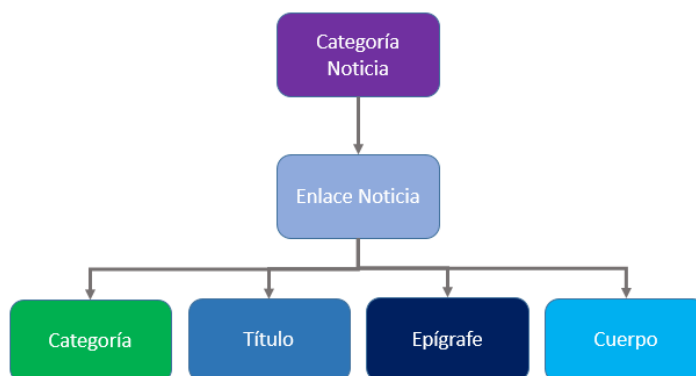 Categoría
Noticia
Enlace Noticia
Categoría
Título
Epígrafe
Cuerpo